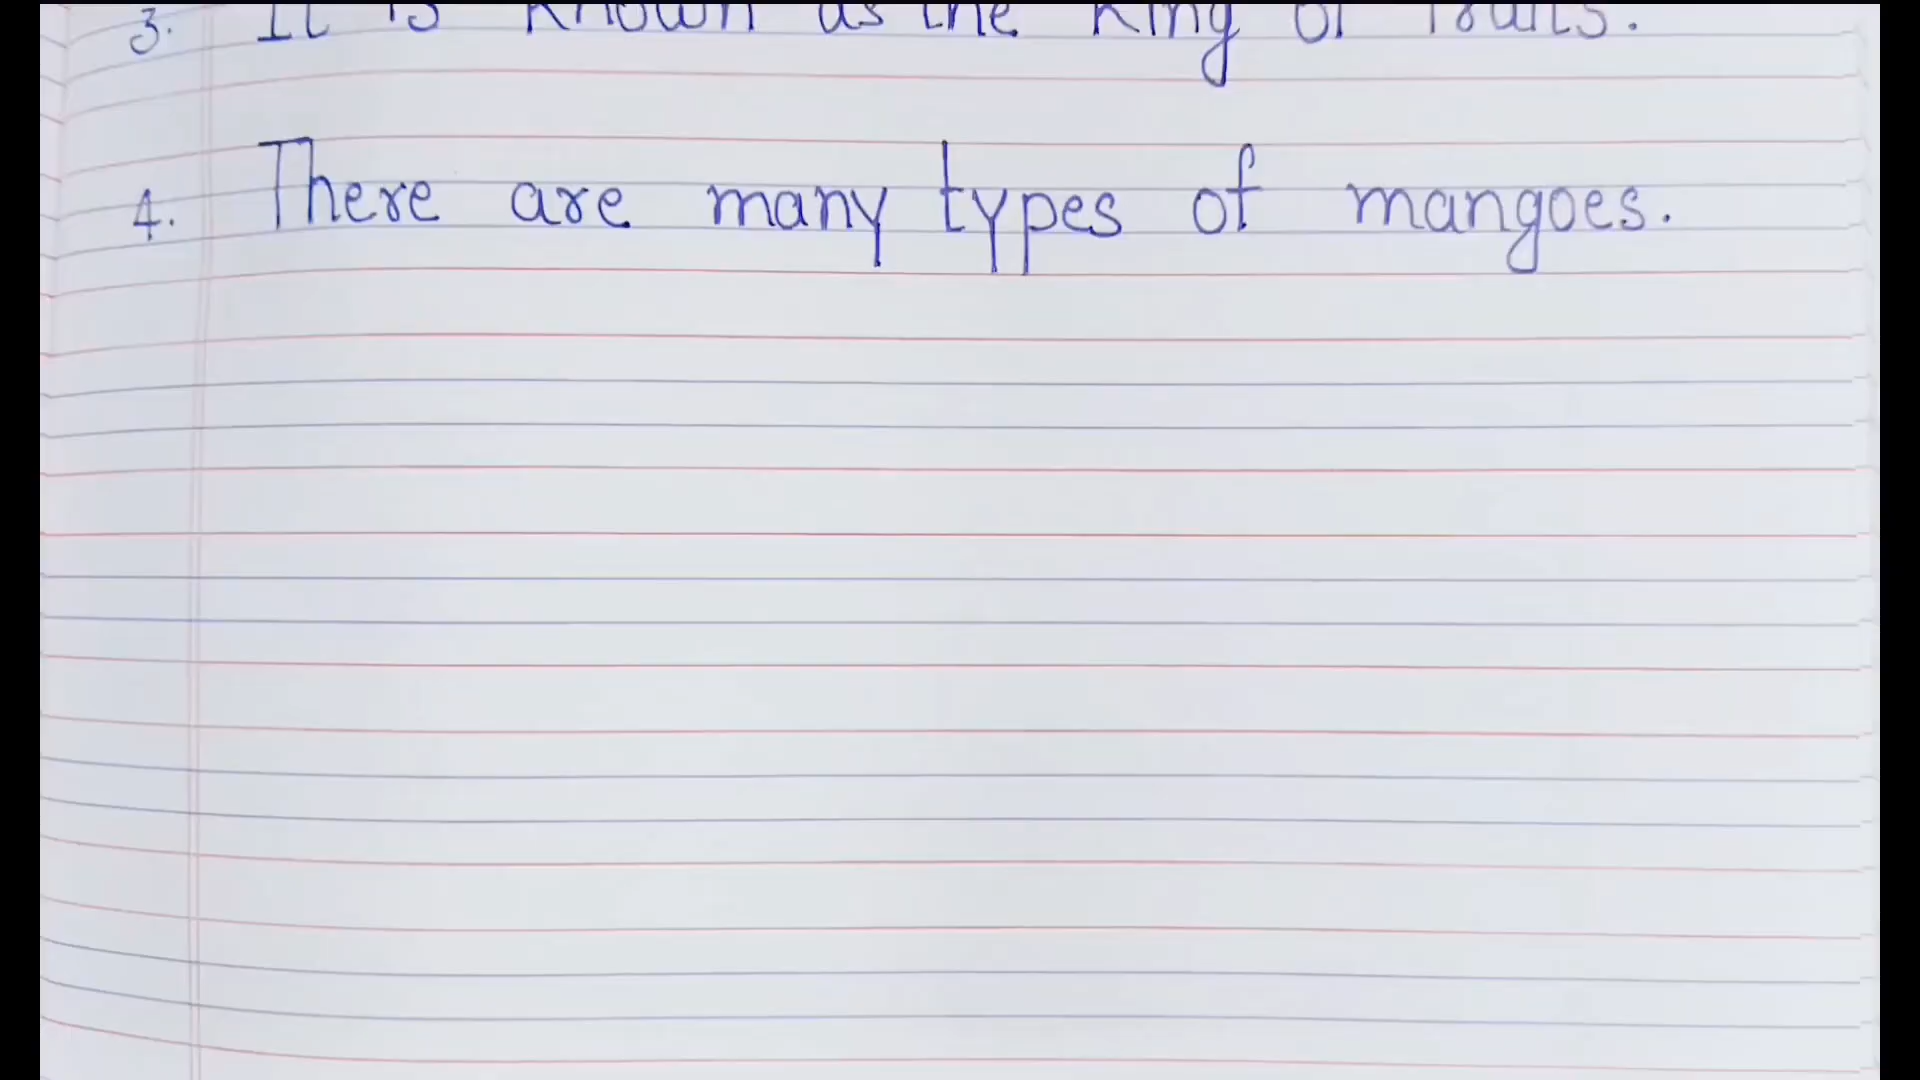 3. It is known as the King of fruits.
4. There are many types of mangoes.